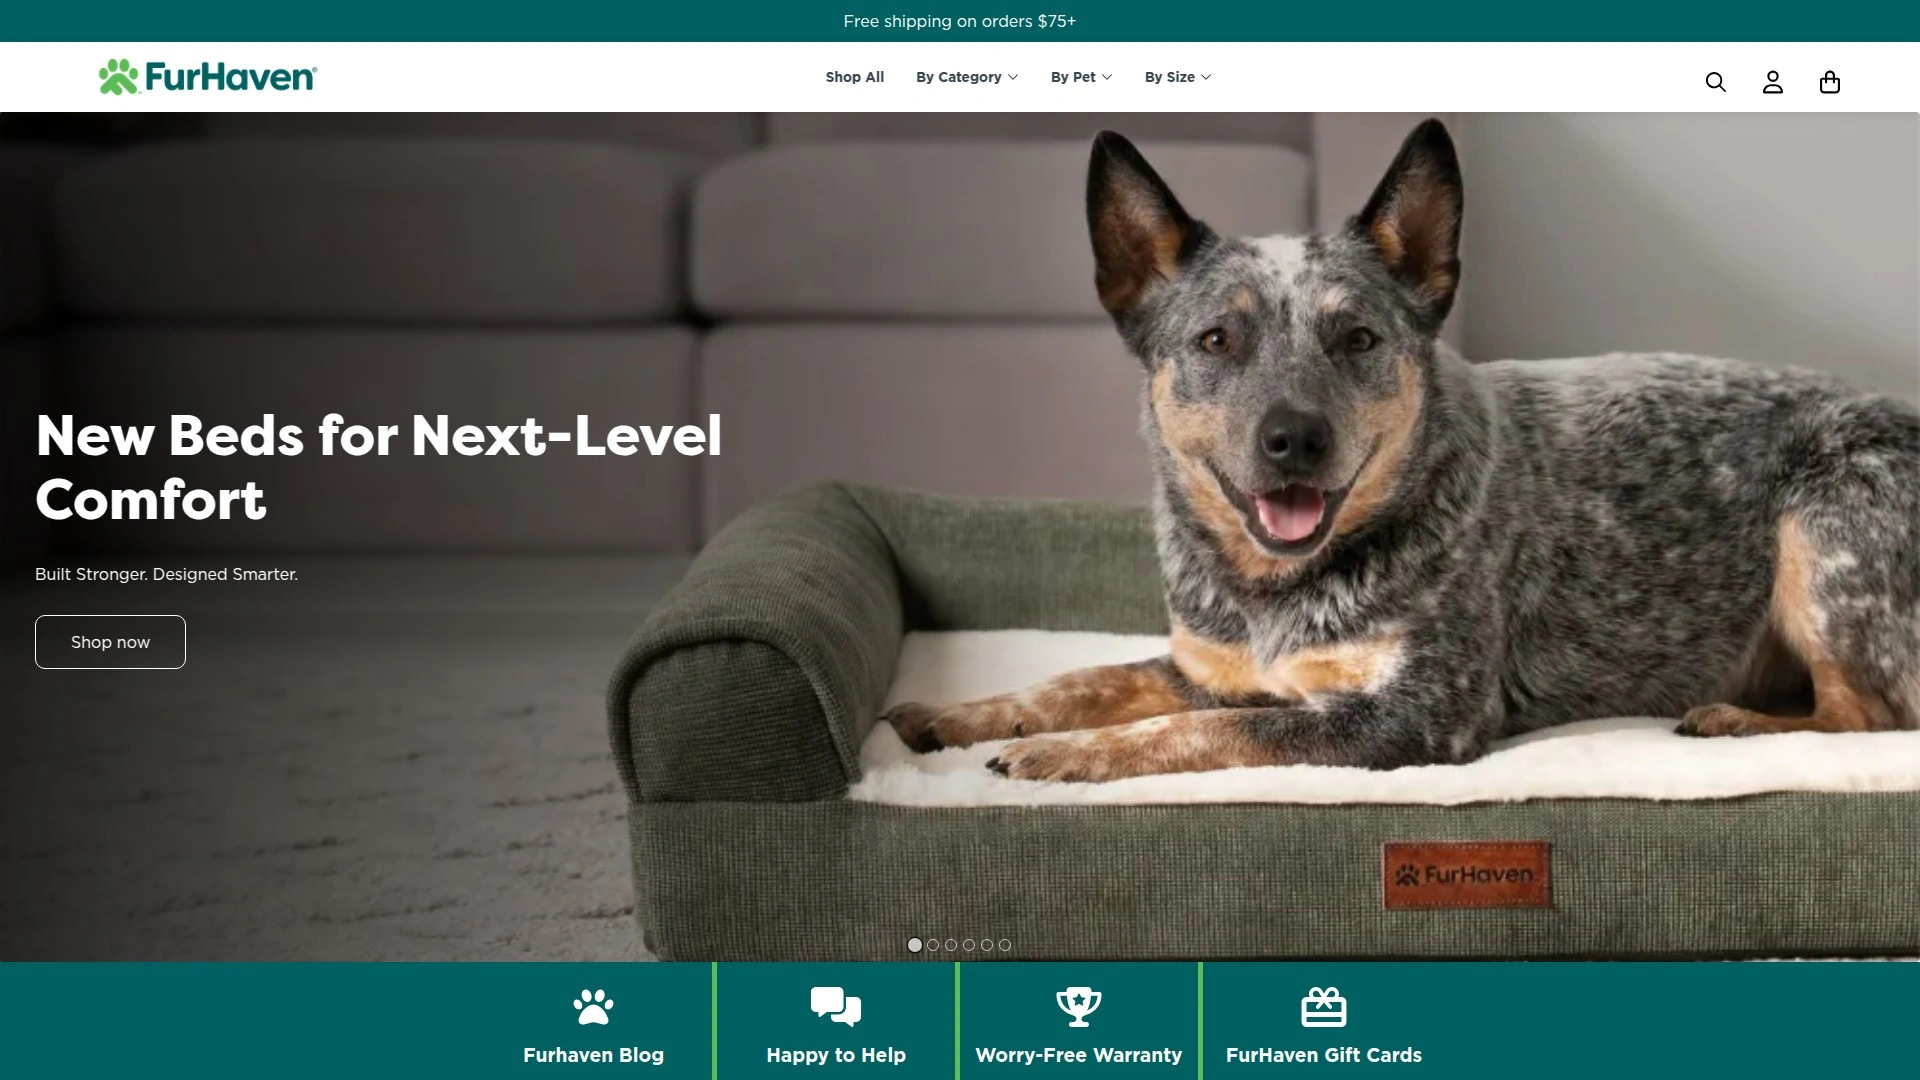 Free shipping on orders $75+
FurHaven®
Shop All
By Category
By Pet
By Size
New Beds for Next-Level
Comfort
Built Stronger. Designed Smarter.
Shop now
FurHaven
Furhaven Blog
Happy to Help
Worry-Free Warranty
FurHaven Gift Cards